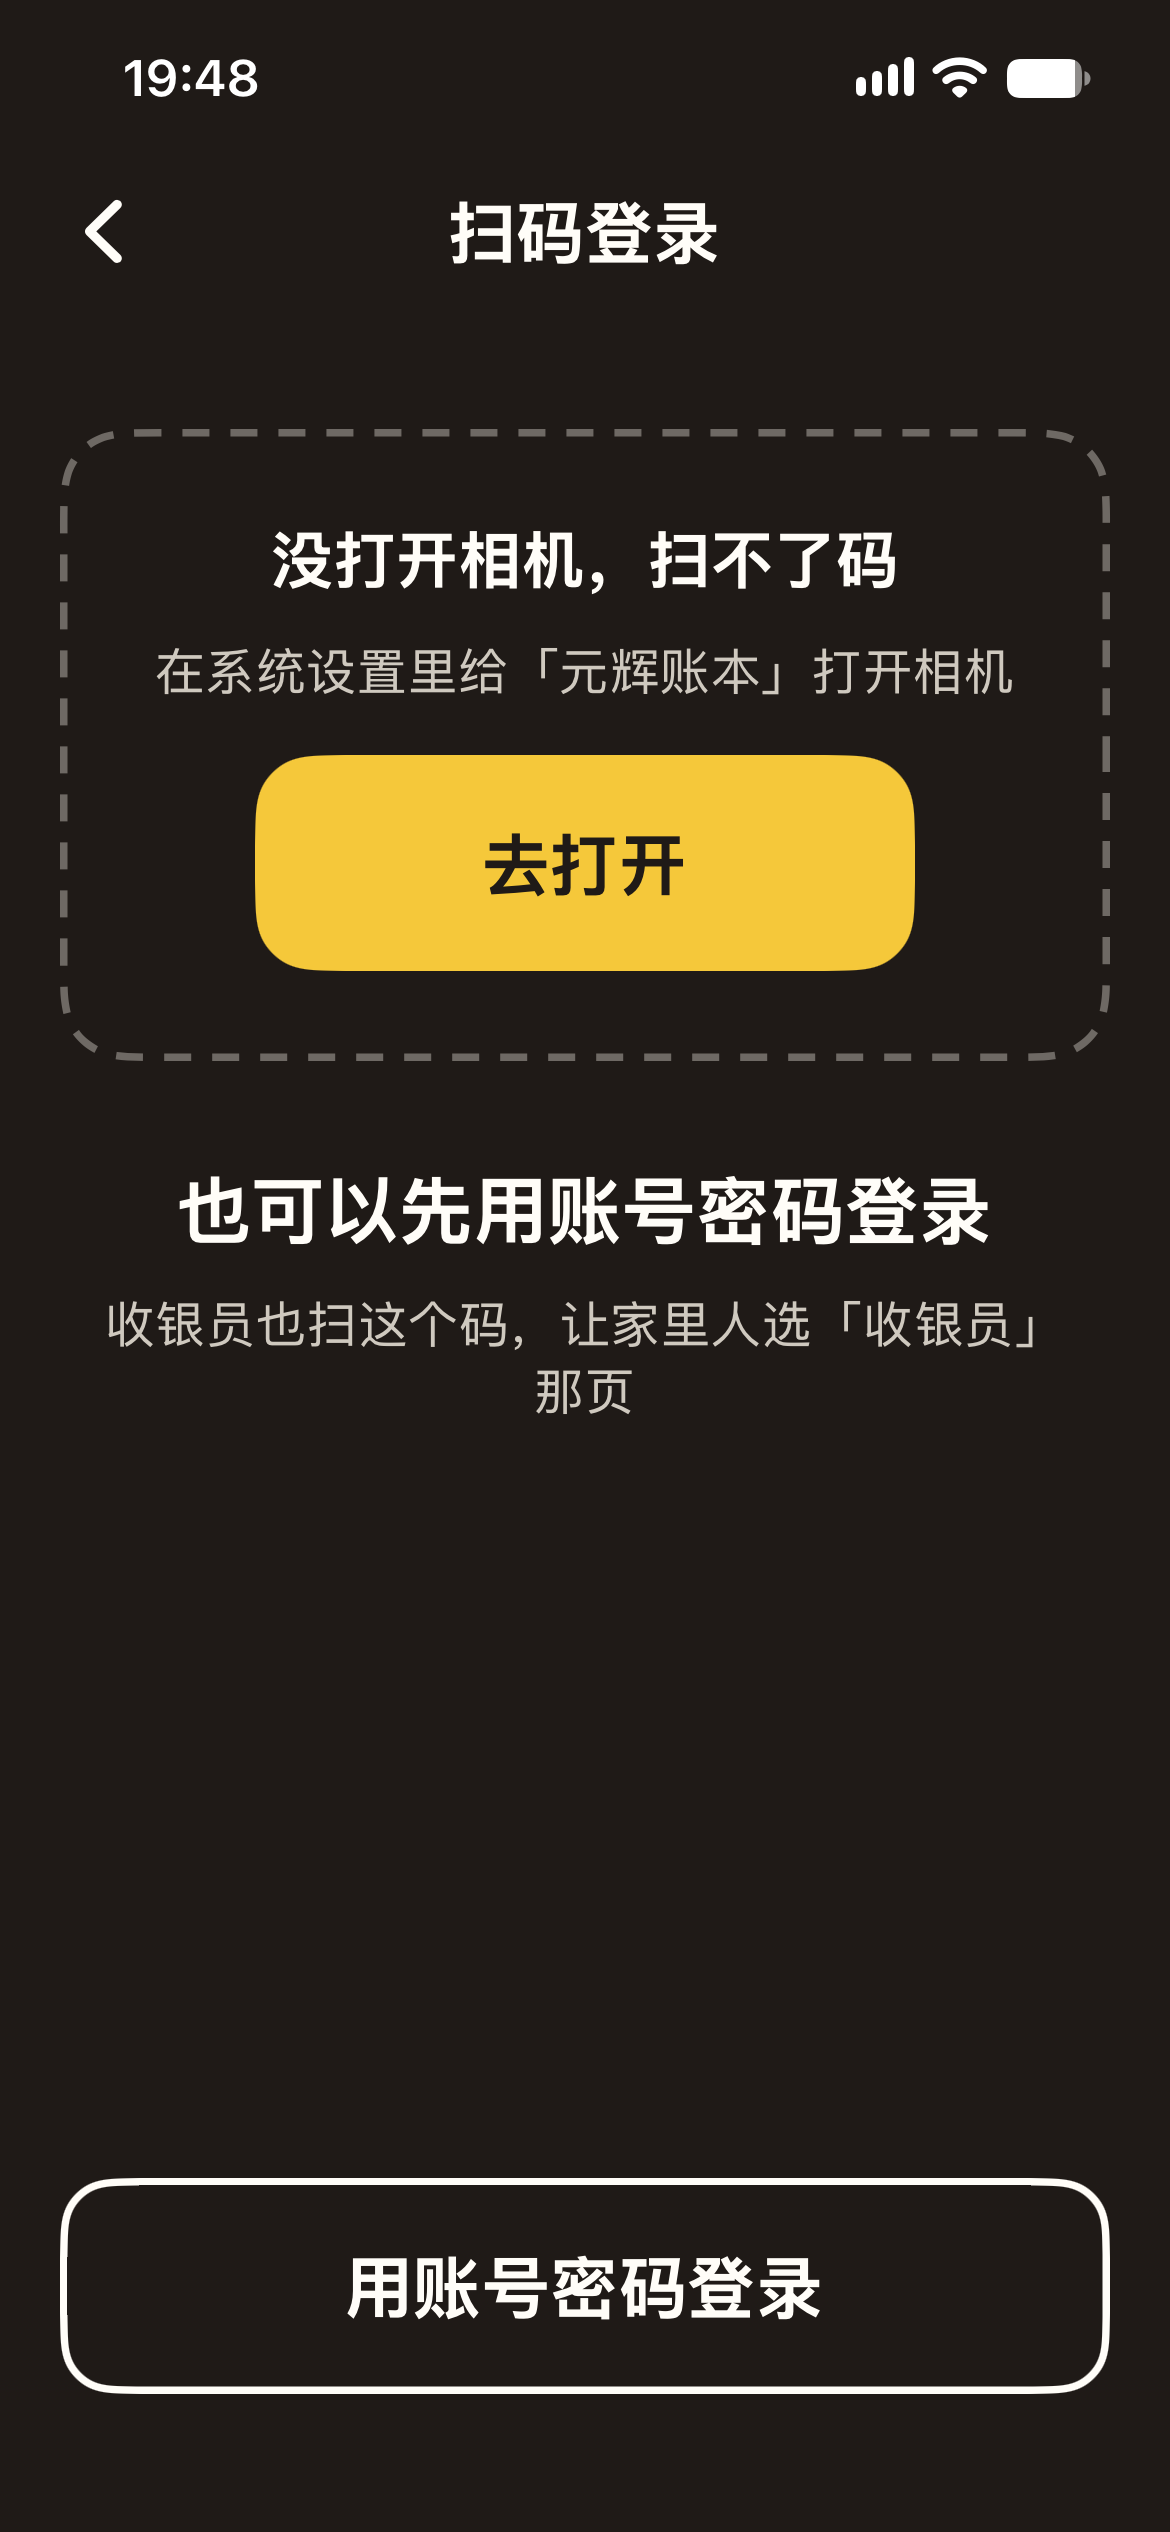 19:48
扫码登录
没打开相机，扫不了码
在系统设置里给「元辉账本」打开相机
去打开
也可以先用账号密码登录
收银员也扫这个码，让家里人选「收银员」
那页
用账号密码登录